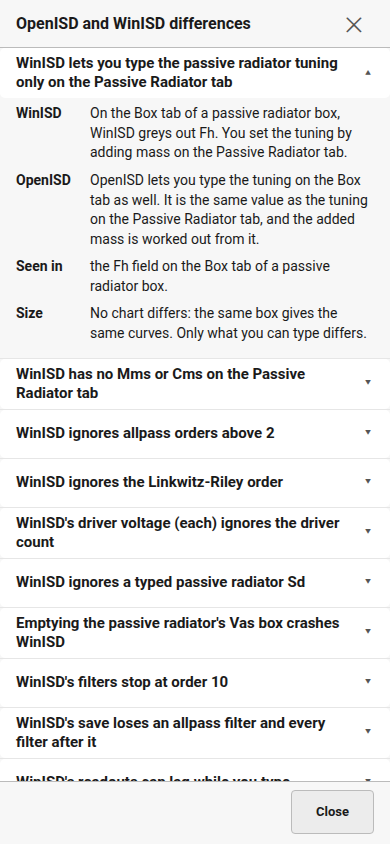 OpenISD and WinISD differences
WinISD lets you type the passive radiator tuning
only on the Passive Radiator tab
WinISD On the Box tab of a passive radiator box,
WinISD greys out Fh. You set the tuning by
adding mass on the Passive Radiator tab.
OpenISD OpenISD lets you type the tuning on the Box
tab as well. It is the same value as the tuning
on the Passive Radiator tab, and the added
mass is worked out from it.
Seen in the Fh field on the Box tab of a passive
radiator box.
Size No chart differs: the same box gives the
same curves. Only what you can type differs.
WinISD has no Mms or Cms on the Passive
Radiator tab
WinISD ignores allpass orders above 2
WinISD ignores the Linkwitz-Riley order
WinISD's driver voltage (each) ignores the driver
count
WinISD ignores a typed passive radiator Sd
Emptying the passive radiator's Vas box crashes
WinISD
WinISD's filters stop at order 10
WinISD's save loses an allpass filter and every
filter after it
WinISD's readouts can lag while you type
Close